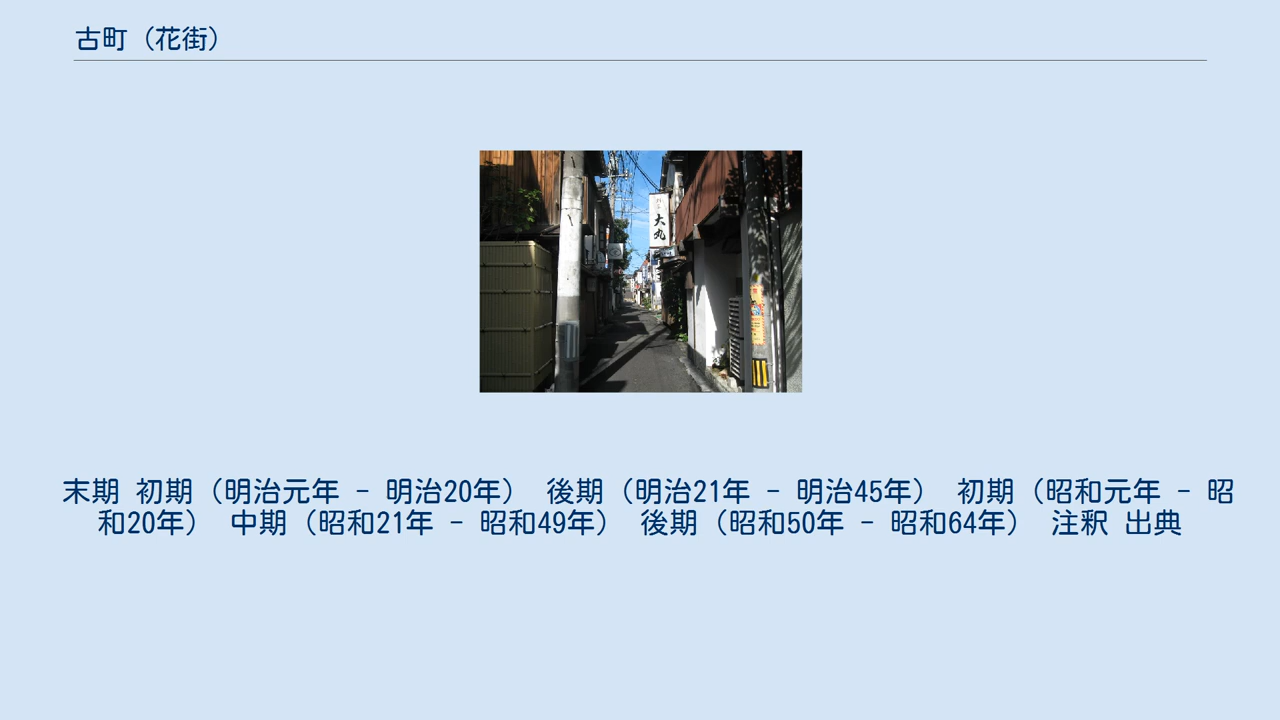 古町（花街）
大丸
末期 初期（明治元年 - 明治20年） 後期（明治21年 - 明治45年） 初期（昭和元年 - 昭
和20年） 中期（昭和21年 - 昭和49年） 後期（昭和50年 - 昭和64年） 注釈 出典